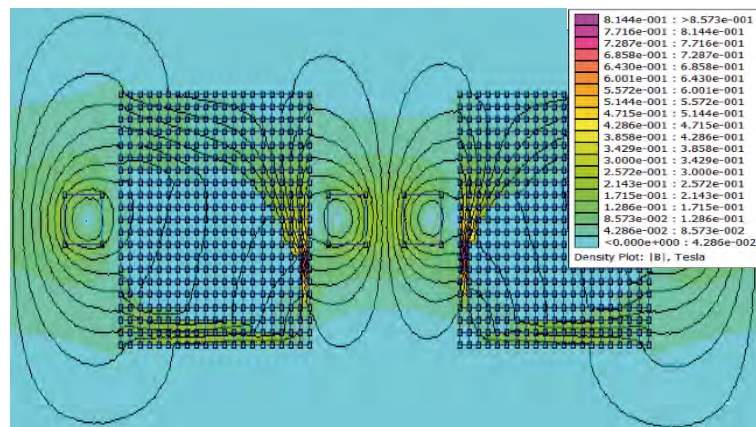 8.144e-001 : >8.573e-001
7.716e-001 : 8.144e-001
7.287e-001 : 7.716e-001
6.858e-001 : 7.287e-001
6.430e-001 : 6.858e-001
6.001e-001 : 6.430e-001
5.572e-001 : 6.001e-001
5.144e-001 : 5.572e-001
4.715e-001 : 5.144e-001
4.286e-001 : 4.715e-001
3.858e-001 : 4.286e-001
3.429e-001 : 3.858e-001
3.000e-001 : 3.429e-001
2.572e-001 : 3.000e-001
2.143e-001 : 2.572e-001
1.715e-001 : 2.143e-001
1.286e-001 : 1.715e-001
8.573e-002 : 1.286e-001
4.286e-002 : 8.573e-002
<0.000e+000 : 4.286e-002
Density Plot: |B|, Tesla